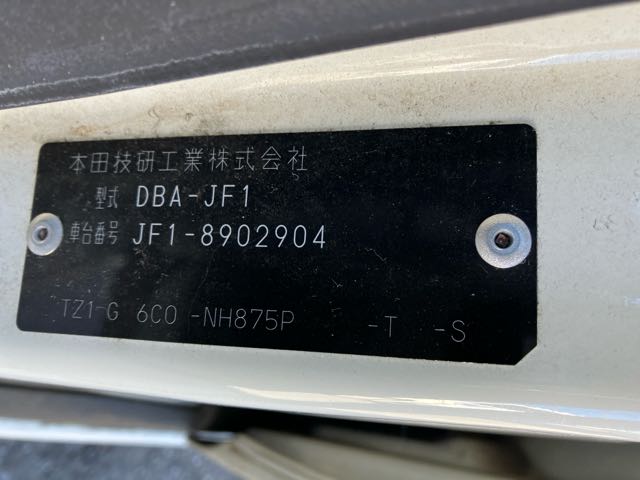 本田技研工業株式会社
型式 DBA-JF1
車台番号 JF1-8902904
TZ1-G 6C0 -NH875P -T -S